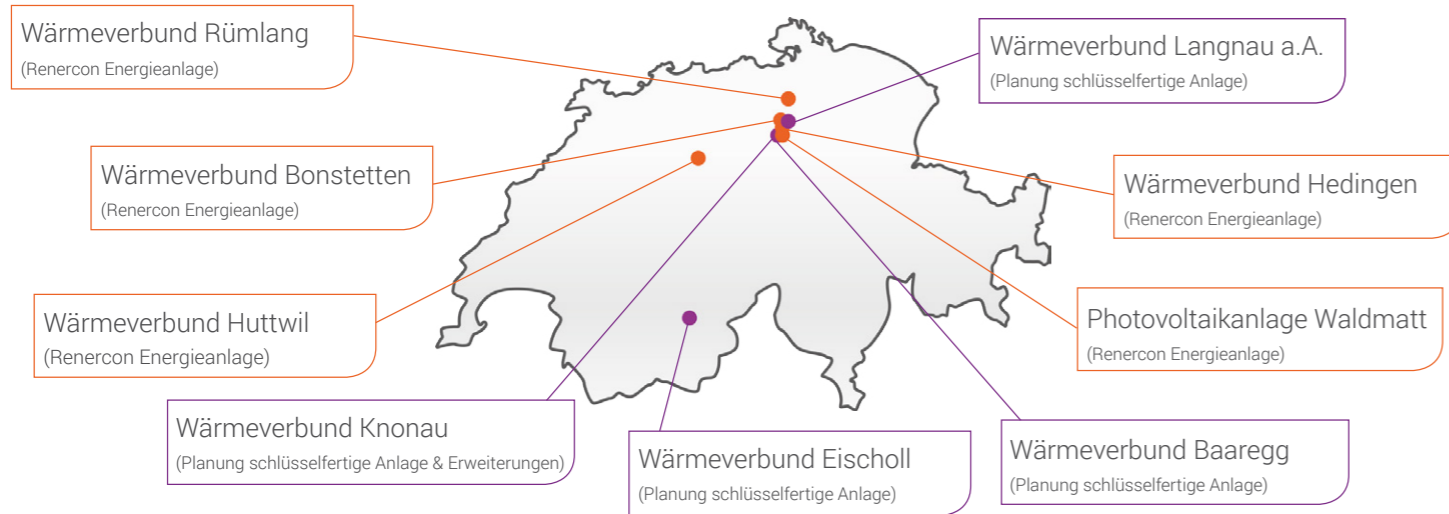 Wärmeverbund Rümlang
(Renercon Energieanlage)
Wärmeverbund Langnau a.A.
(Planung schlüsselfertige Anlage)
Wärmeverbund Bonstetten
(Renercon Energieanlage)
Wärmeverbund Hedingen
(Renercon Energieanlage)
Wärmeverbund Huttwil
(Renercon Energieanlage)
Photovoltaikanlage Waldmatt
(Renercon Energieanlage)
Wärmeverbund Knonau
(Planung schlüsselfertige Anlage & Erweiterungen)
Wärmeverbund Eischoll
(Planung schlüsselfertige Anlage)
Wärmeverbund Baaregg
(Planung schlüsselfertige Anlage)